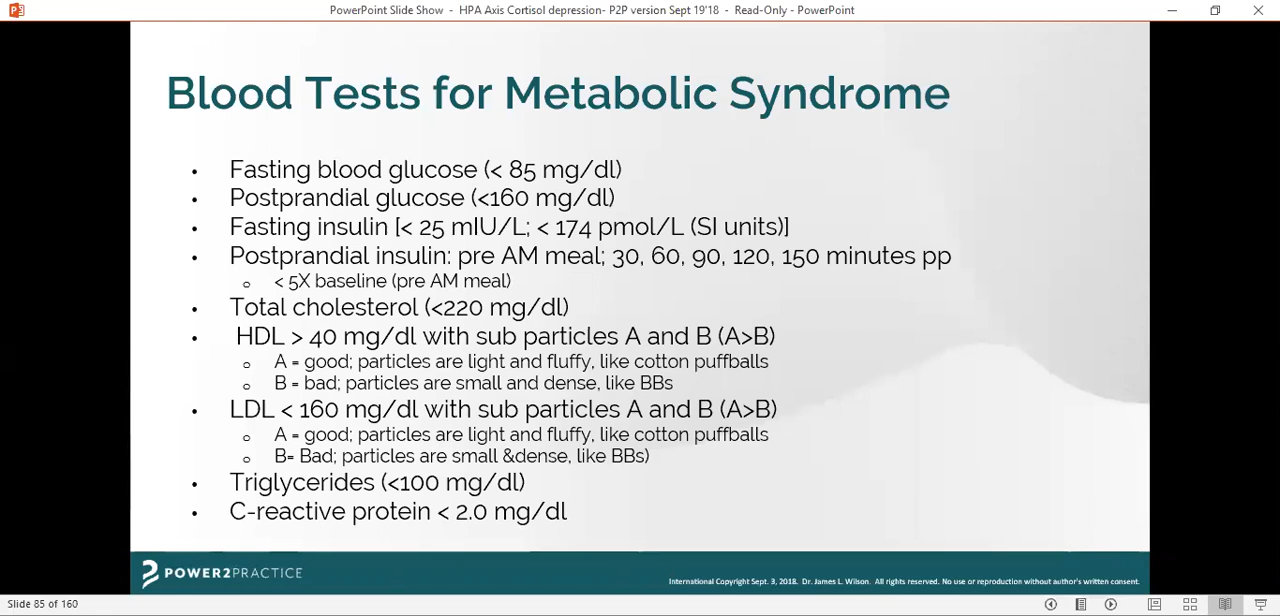 PowerPoint Slide Show - HPA Axis Cortisol depression- P2P version Sept 19'18 - Read-Only - PowerPoint
Blood Tests for Metabolic Syndrome
• Fasting blood glucose (< 85 mg/dl)
• Postprandial glucose (<160 mg/dl)
• Fasting insulin [< 25 mIU/L; < 174 pmol/L (SI units)]
• Postprandial insulin: pre AM meal; 30, 60, 90, 120, 150 minutes pp
o < 5X baseline (pre AM meal)
• Total cholesterol (<220 mg/dl)
• HDL > 40 mg/dl with sub particles A and B (A>B)
o A = good; particles are light and fluffy, like cotton puffballs
o B = bad; particles are small and dense, like BBs
• LDL < 160 mg/dl with sub particles A and B (A>B)
o A = good; particles are light and fluffy, like cotton puffballs
o B= Bad; particles are small &dense, like BBs)
• Triglycerides (<100 mg/dl)
• C-reactive protein < 2.0 mg/dl
POWER2PRACTICE
International Copyright Sept. 3, 2018. Dr. James L. Wilson. All rights reserved. No use or reproduction without author's written consent.
Slide 85 of 160